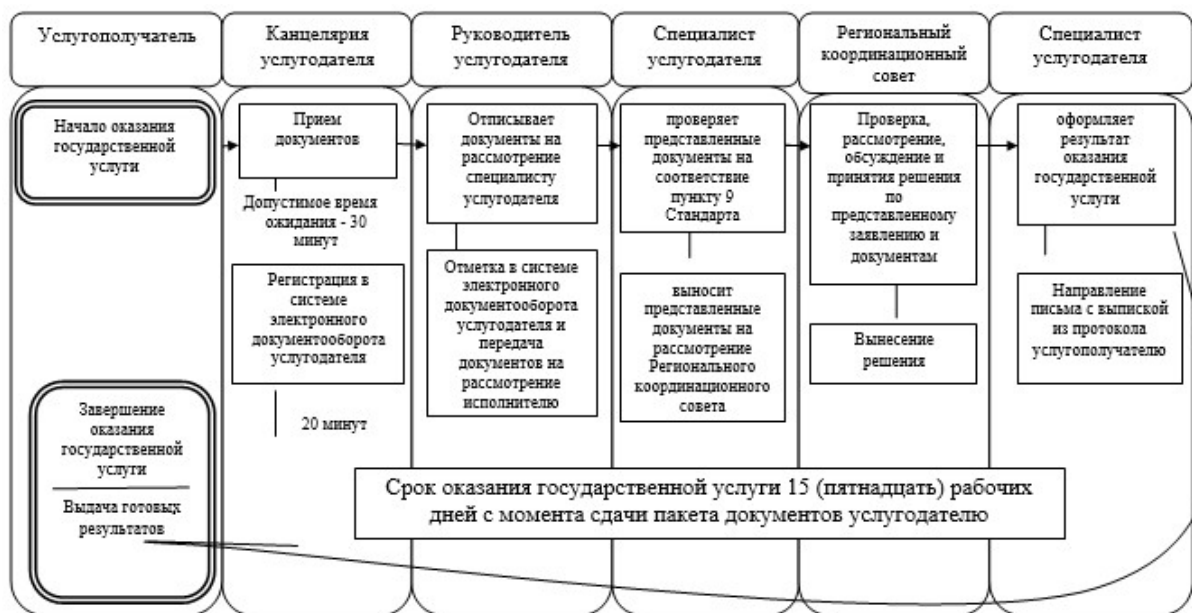 Услугополучатель
Канцелярия
услугодателя
Руководитель
услугодателя
Специалист
услугодателя
Региональный
координационный
совет
Специалист
услугодателя
Начало оказания
государственной
услуги
Прием
документов
Допустимое время
ожидания - 30
минут
Регистрация в
системе
электронного
документооборота
услугодателя
20 минут
Отписывает
документы на
рассмотрение
специалисту
услугодателя
Отметка в системе
электронного
документооборота
услугодателя и
передача
документов на
рассмотрение
исполнителю
проверяет
представленные
документы на
соответствие
пункту 9
Стандарта
выносит
представленные
документы на
рассмотрение
Регионального
координационного
совета
Проверка,
рассмотрение,
обсуждение и
принятия решения
по
представленному
заявлению и
документам
Вынесение
решения
оформляет
результат
оказания
государственной
услуги
Направление
письма с выпиской
из протокола
услугополучателю
Завершение
оказания
государственной
услуги
Выдача готовых
результатов
Срок оказания государственной услуги 15 (пятнадцать) рабочих
дней с момента сдачи пакета документов услугодателю